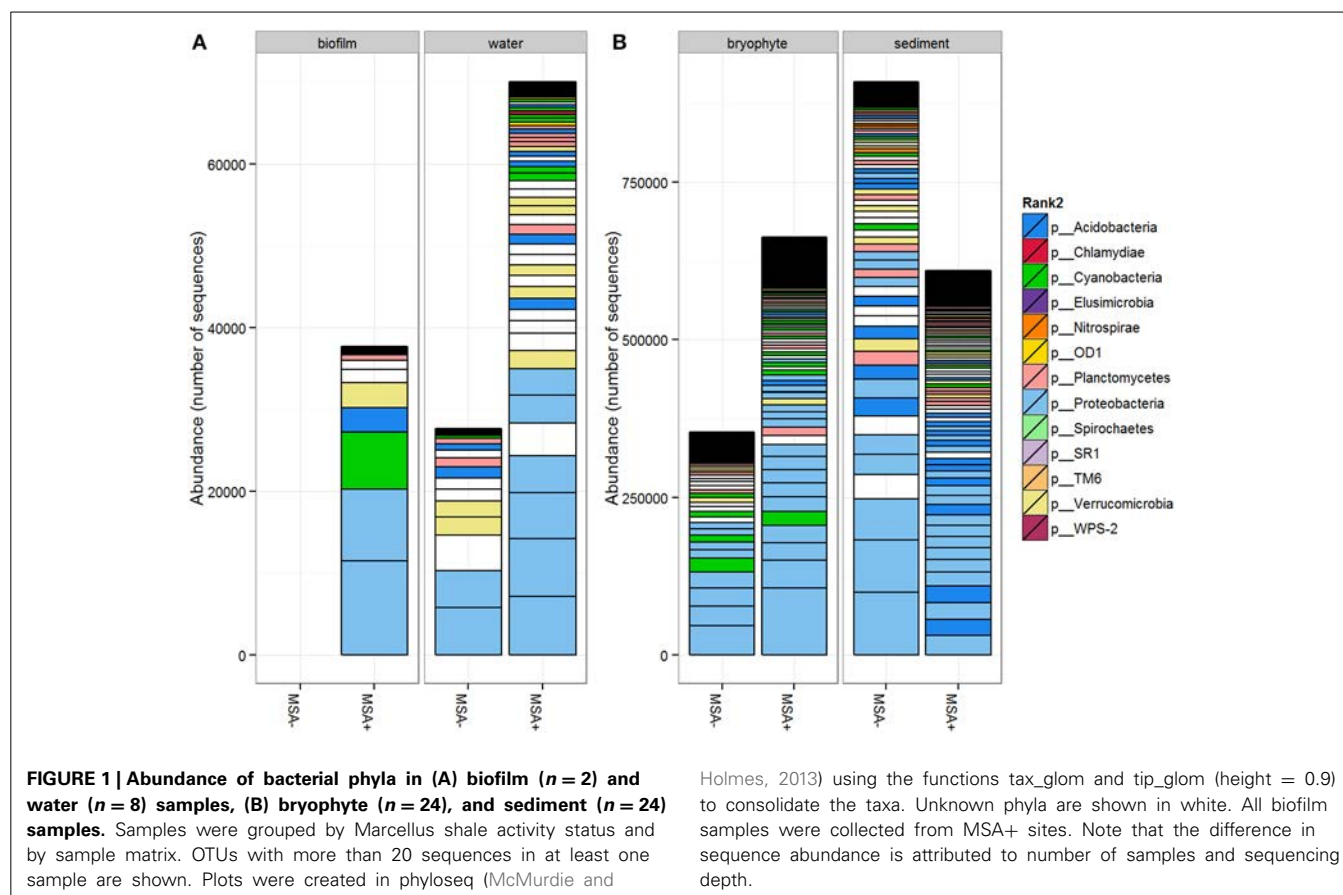 A
B
biofilm
water
bryophyte
sediment
Abundance (number of sequences)
60000
40000
20000
0
MSA-
MSA+
MSA-
MSA+
Abundance (number of sequences)
750000
500000
250000
0
MSA-
MSA+
MSA-
MSA+
Rank2
p__Acidobacteria
p__Chlamydiae
p__Cyanobacteria
p__Elusimicrobia
p__Nitrospirae
p__OD1
p__Planctomycetes
p__Proteobacteria
p__Spirochaetes
p__SR1
p__TM6
p__Verrucomicrobia
p__WPS-2
FIGURE 1 | Abundance of bacterial phyla in (A) biofilm (n = 2) and
water (n = 8) samples, (B) bryophyte (n = 24), and sediment (n = 24)
samples. Samples were grouped by Marcellus shale activity status and
by sample matrix. OTUs with more than 20 sequences in at least one
sample are shown. Plots were created in phyloseq (McMurdie and
Holmes, 2013) using the functions tax_glom and tip_glom (height = 0.9)
to consolidate the taxa. Unknown phyla are shown in white. All biofilm
samples were collected from MSA+ sites. Note that the difference in
sequence abundance is attributed to number of samples and sequencing
depth.